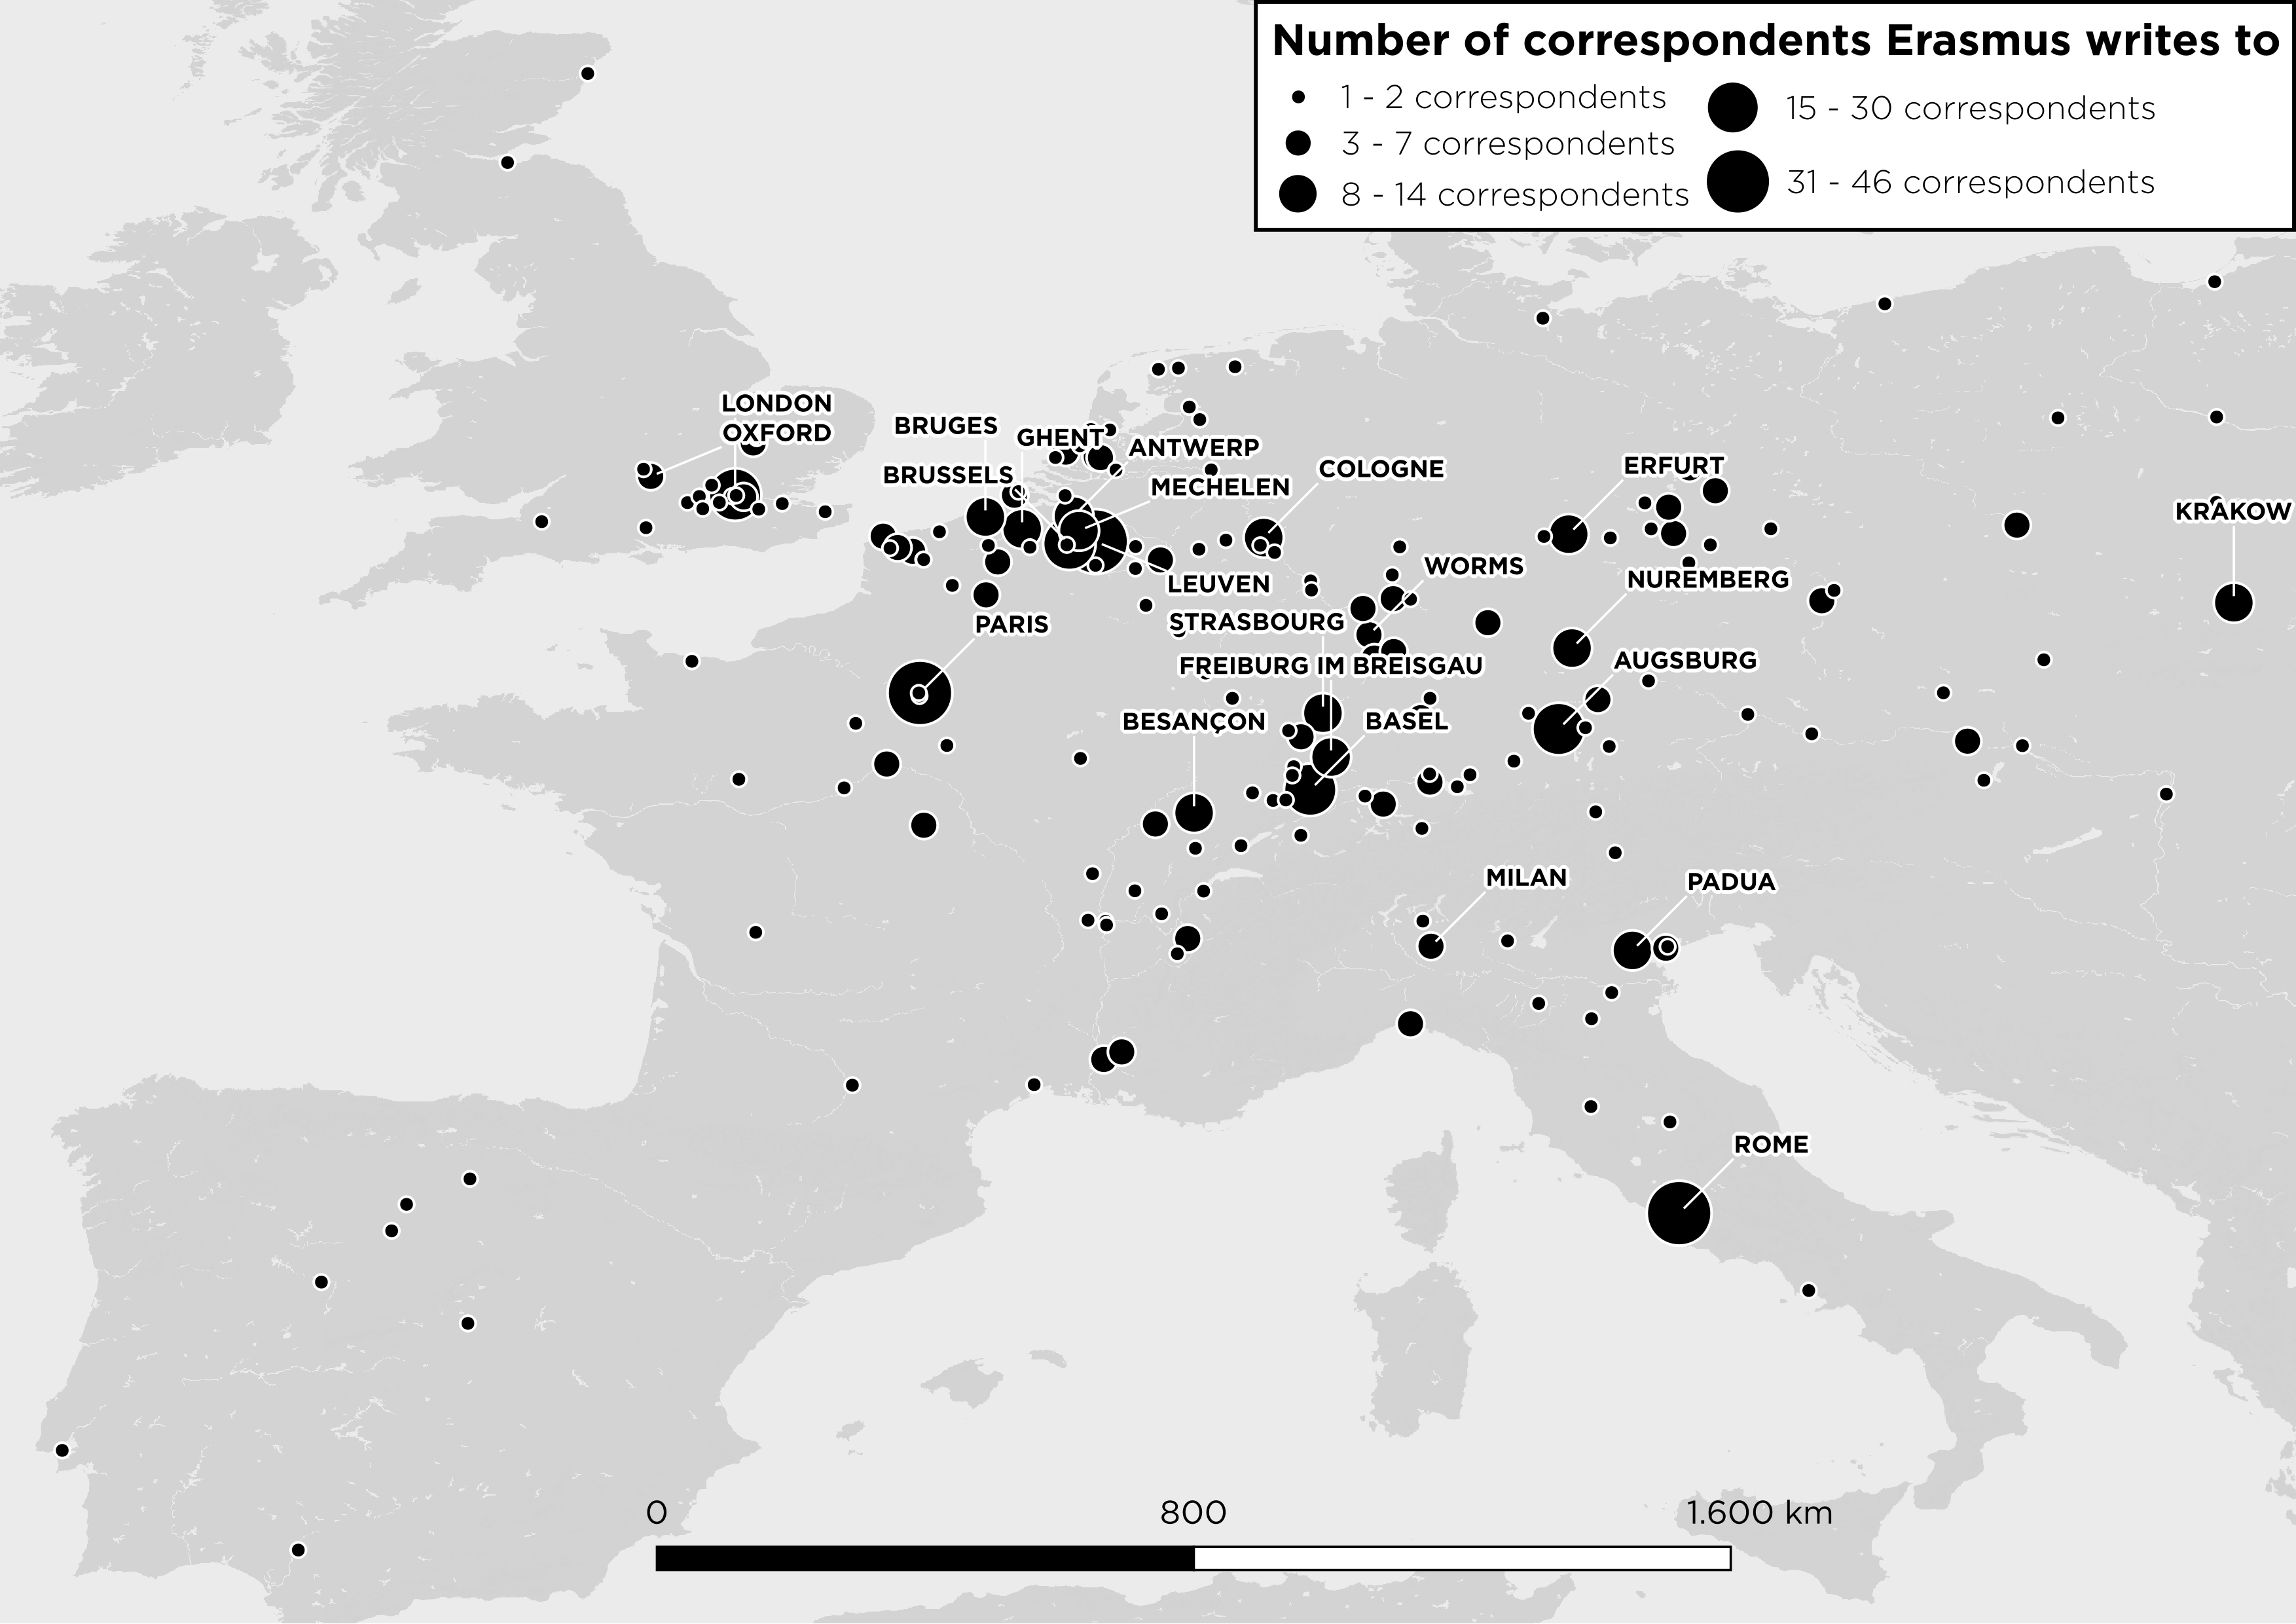 Number of correspondents Erasmus writes to
1 - 2 correspondents
3 - 7 correspondents
8 - 14 correspondents
15 - 30 correspondents
31 - 46 correspondents
LONDON
OXFORD
BRUGES
GHENT
ANTWERP
BRUSSELS
MECHELEN
COLOGNE
ERFURT
KRAKOW
LEUVEN
WORMS
NUREMBERG
PARIS
STRASBOURG
FREIBURG IM BREISGAU
AUGSBURG
BESANÇON
BASEL
MILAN
PADUA
ROME
0
800
1.600 km